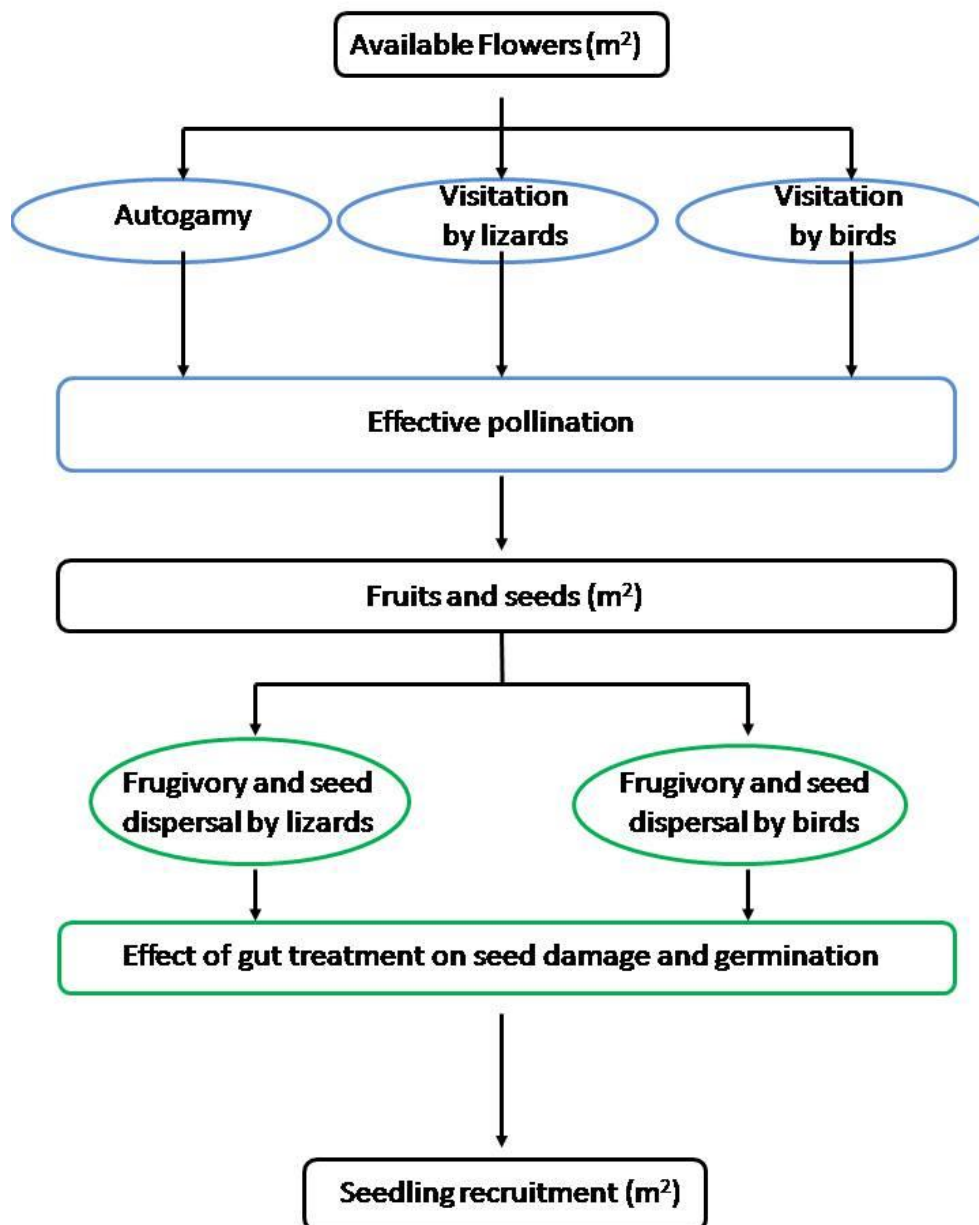 Available Flowers (m²)
Autogamy
Visitation
by lizards
Visitation
by birds
Effective pollination
Fruits and seeds (m²)
Frugivory and seed
dispersal by lizards
Frugivory and seed
dispersal by birds
Effect of gut treatment on seed damage and germination
Seedling recruitment (m²)